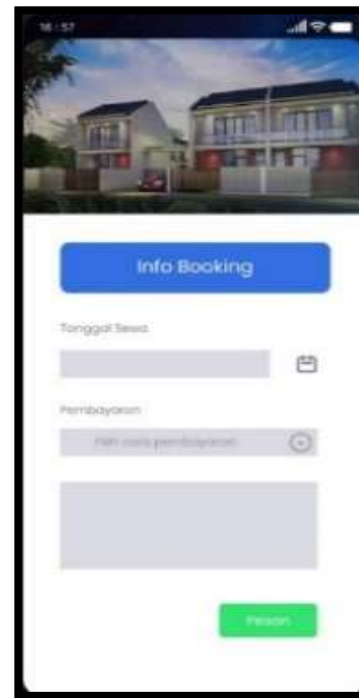 16:57
Info Booking
Tanggal Sewa
Pembayaran
Pilih cara pembayaran
Pesan